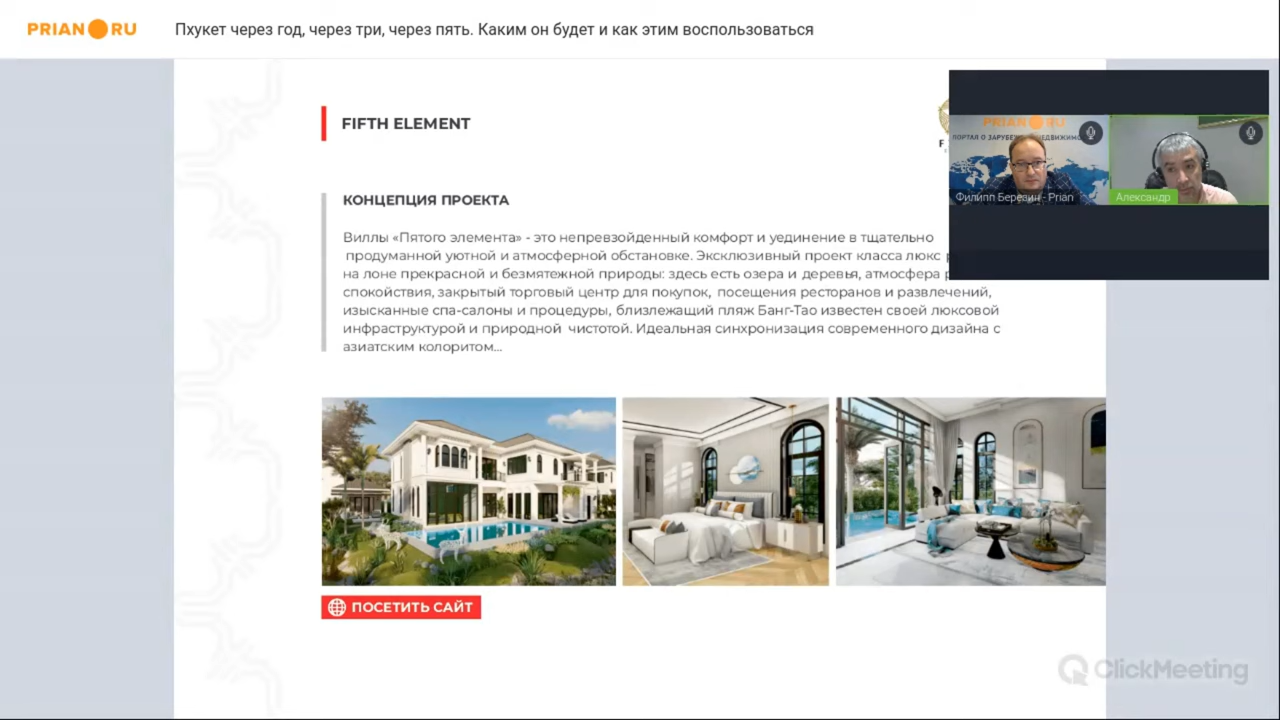 PRIAN RU
Пхукет через год, через три, через пять. Каким он будет и как этим воспользоваться
FIFTH ELEMENT
PRIAN RU
Филипп Березин - Prian
Александр
КОНЦЕПЦИЯ ПРОЕКТА
Виллы «Пятого элемента» - это непревзойденный комфорт и уединение в тщательно
продуманной уютной и атмосферной обстановке. Эксклюзивный проект класса люкс
на лоне прекрасной и безмятежной природы: здесь есть озера и деревья, атмосфера
спокойствия, закрытый торговый центр для покупок, посещения ресторанов и развлечений,
изысканные спа-салоны и процедуры, близлежащий пляж Банг-Тао известен своей люксовой
инфраструктурой и природной чистотой. Идеальная синхронизация современного дизайна с
азиатским колоритом...
ПОСЕТИТЬ САЙТ
ClickMeeting